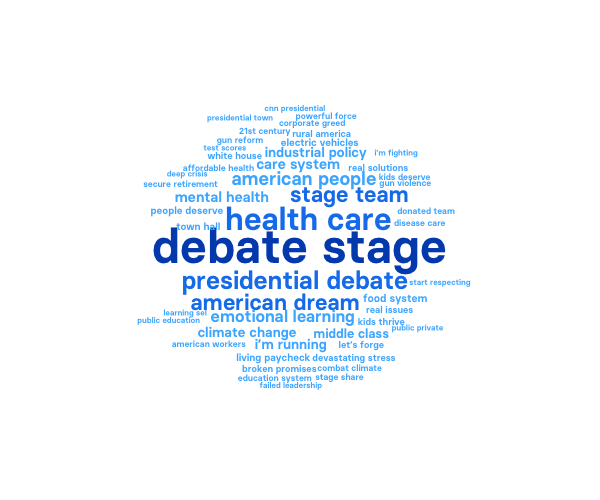 cnn presidential
presidential town powerful force
corporate greed
21st century rural america
gun reform electric vehicles
test scores industrial policy i'm fighting
white house
affordable health care system real solutions
deep crisis american people kids deserve
secure retirement gun violence
mental health stage team
people deserve health care donated team
town hall disease care
debate stage
presidential debate start respecting
american dream food system
learning sel emotional learning real issues
public education kids thrive
climate change middle class public private
american workers i'm running let's forge
living paycheck devastating stress
broken promises combat climate
education system stage share
failed leadership